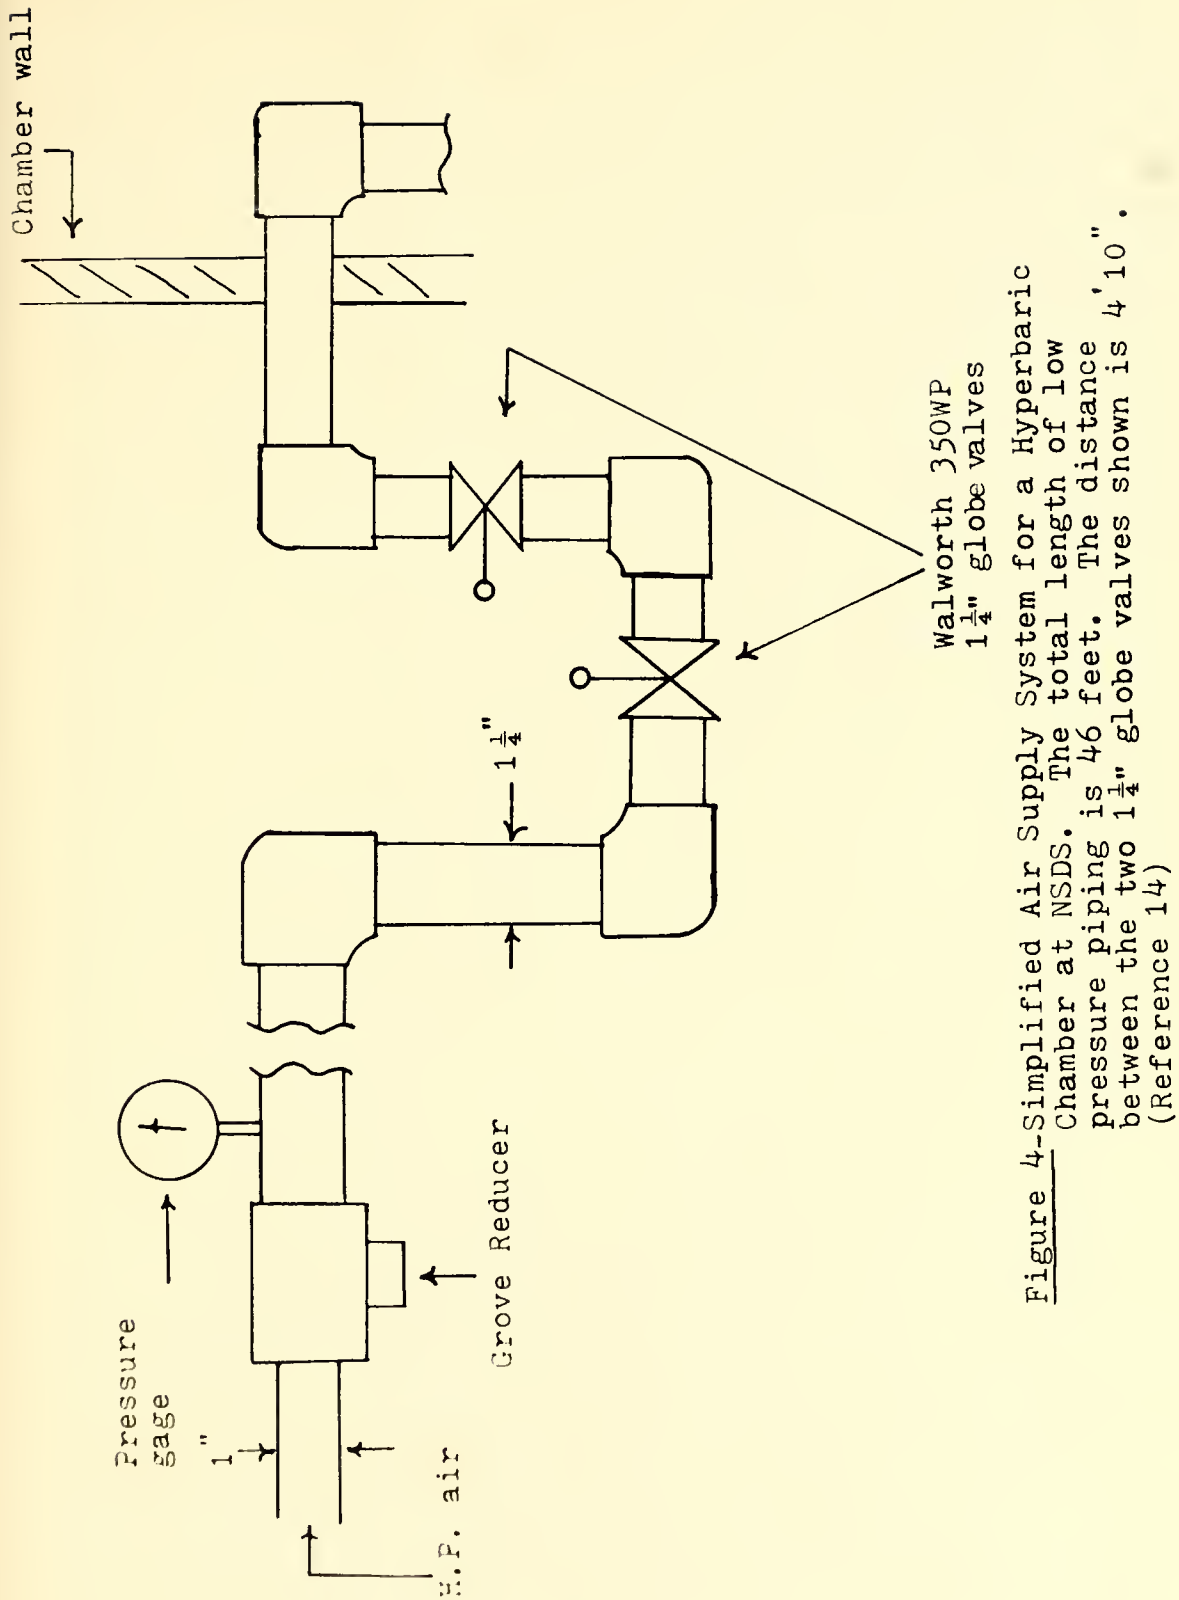 Chamber wall
Pressure
gage
1"
H.P. air
Grove Reducer
1¼"
Walworth 350WP
1¼" globe valves
Figure 4-Simplified Air Supply System for a Hyperbaric
Chamber at NSDS. The total length of low
pressure piping is 46 feet. The distance
between the two 1¼" globe valves shown is 4'10".
(Reference 14)